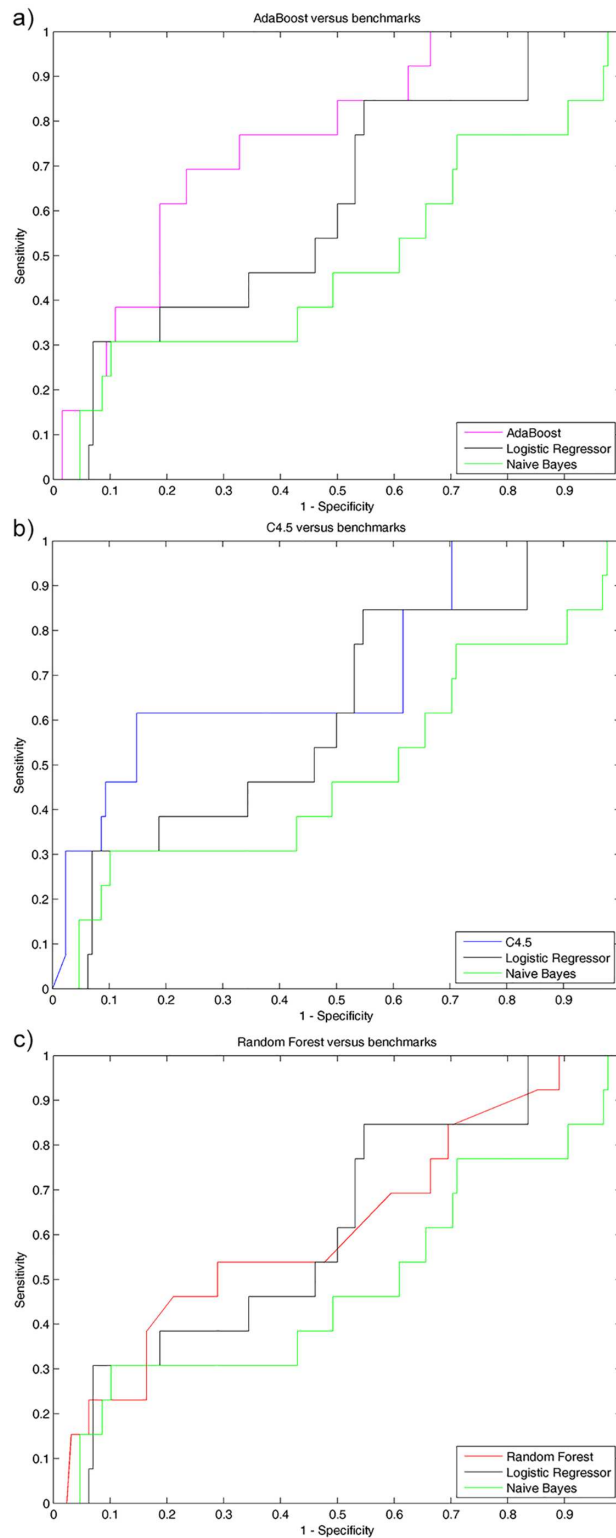 a)
AdaBoost versus benchmarks
1
0.9
0.8
0.7
0.6
0.5
0.4
0.3
0.2
0.1
0
Sensitivity
AdaBoost
Logistic Regressor
Naive Bayes
0 0.1 0.2 0.3 0.4 0.5 0.6 0.7 0.8 0.9
1 - Specificity
b)
C4.5 versus benchmarks
1
0.9
0.8
0.7
0.6
0.5
0.4
0.3
0.2
0.1
0
Sensitivity
C4.5
Logistic Regressor
Naive Bayes
0 0.1 0.2 0.3 0.4 0.5 0.6 0.7 0.8 0.9
1 - Specificity
c)
Random Forest versus benchmarks
1
0.9
0.8
0.7
0.6
0.5
0.4
0.3
0.2
0.1
0
Sensitivity
Random Forest
Logistic Regressor
Naive Bayes
0 0.1 0.2 0.3 0.4 0.5 0.6 0.7 0.8 0.9
1 - Specificity